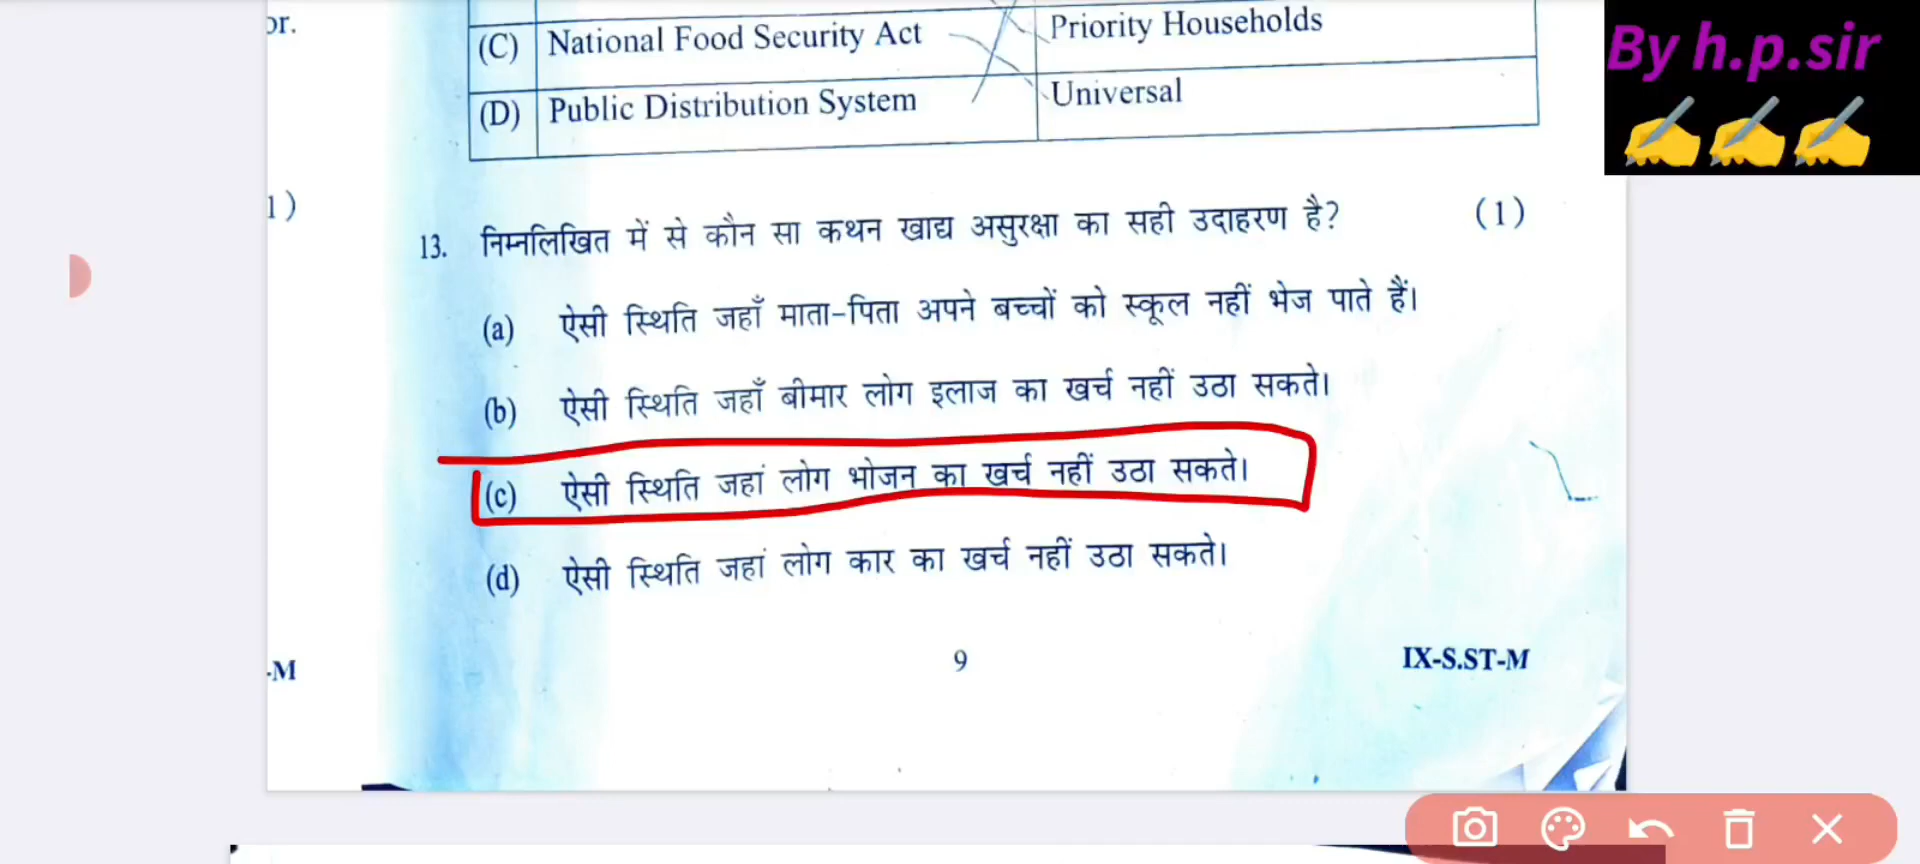 or.
(C) National Food Security Act Priority Households
(D) Public Distribution System Universal
By h.p.sir
1)
13. निम्नलिखित में से कौन सा कथन खाद्य असुरक्षा का सही उदाहरण है? (1)
(a) ऐसी स्थिति जहाँ माता-पिता अपने बच्चों को स्कूल नहीं भेज पाते हैं।
(b) ऐसी स्थिति जहाँ बीमार लोग इलाज का खर्च नहीं उठा सकते।
(c) ऐसी स्थिति जहां लोग भोजन का खर्च नहीं उठा सकते।
(d) ऐसी स्थिति जहां लोग कार का खर्च नहीं उठा सकते।
-M
9
IX-S.ST-M